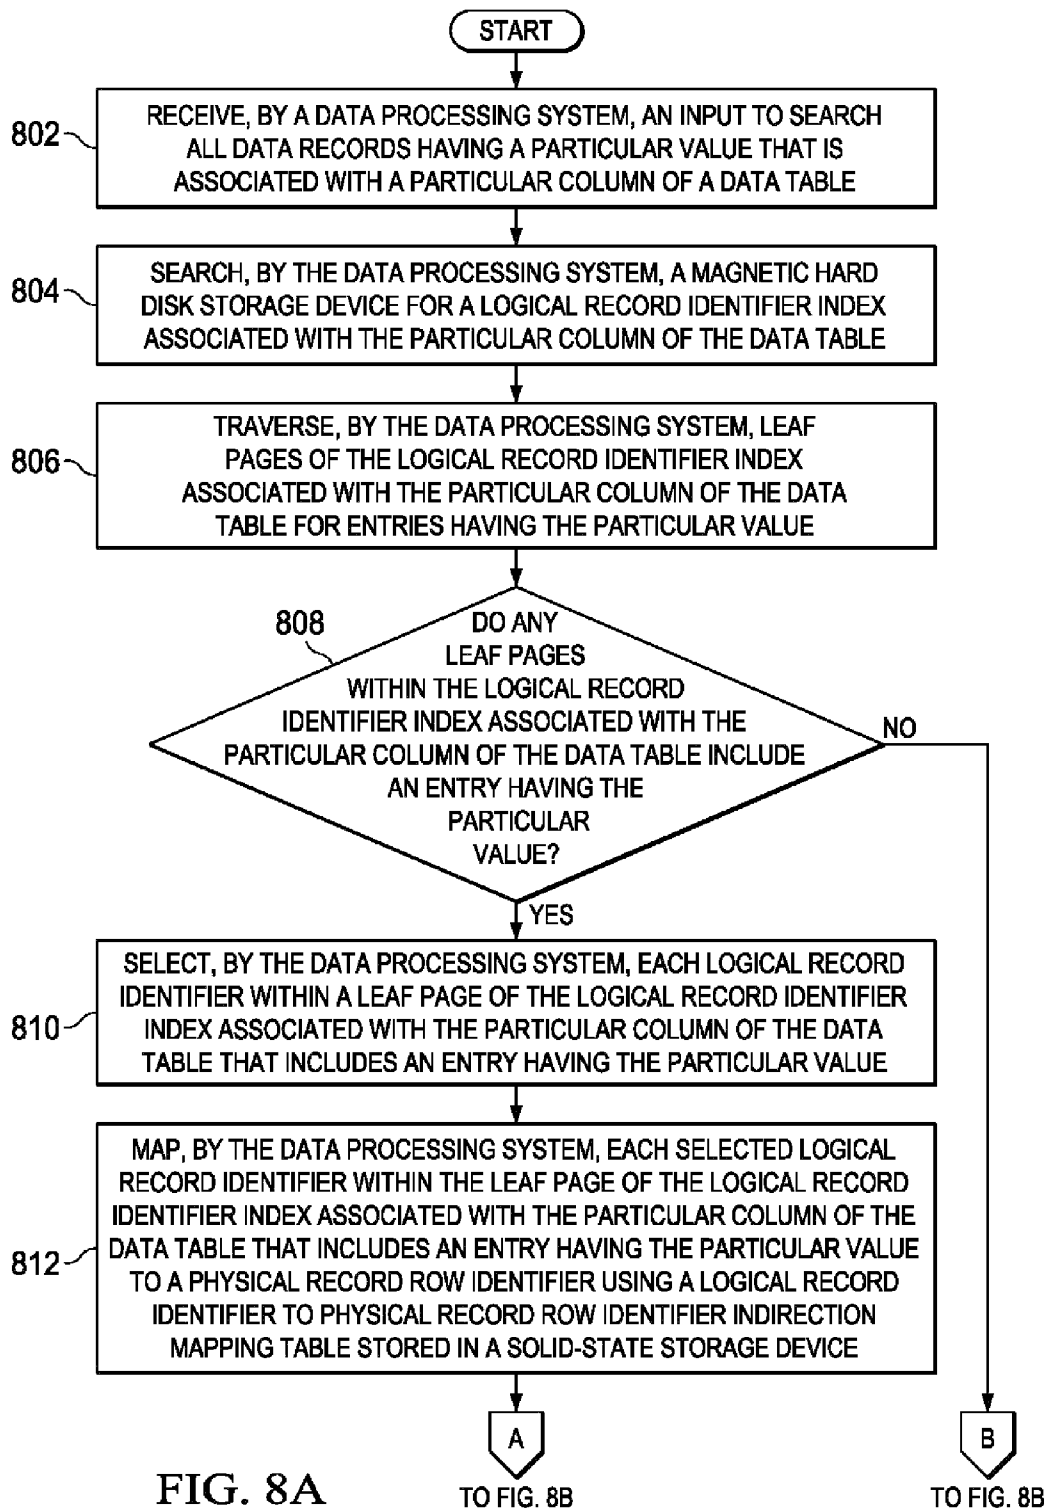 START
802
RECEIVE, BY A DATA PROCESSING SYSTEM, AN INPUT TO SEARCH
ALL DATA RECORDS HAVING A PARTICULAR VALUE THAT IS
ASSOCIATED WITH A PARTICULAR COLUMN OF A DATA TABLE
804
SEARCH, BY THE DATA PROCESSING SYSTEM, A MAGNETIC HARD
DISK STORAGE DEVICE FOR A LOGICAL RECORD IDENTIFIER INDEX
ASSOCIATED WITH THE PARTICULAR COLUMN OF THE DATA TABLE
806
TRAVERSE, BY THE DATA PROCESSING SYSTEM, LEAF
PAGES OF THE LOGICAL RECORD IDENTIFIER INDEX
ASSOCIATED WITH THE PARTICULAR COLUMN OF THE DATA
TABLE FOR ENTRIES HAVING THE PARTICULAR VALUE
808
DO ANY
LEAF PAGES
WITHIN THE LOGICAL RECORD
IDENTIFIER INDEX ASSOCIATED WITH THE
PARTICULAR COLUMN OF THE DATA TABLE INCLUDE
AN ENTRY HAVING THE
PARTICULAR
VALUE?
NO
YES
810
SELECT, BY THE DATA PROCESSING SYSTEM, EACH LOGICAL RECORD
IDENTIFIER WITHIN A LEAF PAGE OF THE LOGICAL RECORD IDENTIFIER
INDEX ASSOCIATED WITH THE PARTICULAR COLUMN OF THE DATA
TABLE THAT INCLUDES AN ENTRY HAVING THE PARTICULAR VALUE
812
MAP, BY THE DATA PROCESSING SYSTEM, EACH SELECTED LOGICAL
RECORD IDENTIFIER WITHIN THE LEAF PAGE OF THE LOGICAL RECORD
IDENTIFIER INDEX ASSOCIATED WITH THE PARTICULAR COLUMN OF THE
DATA TABLE THAT INCLUDES AN ENTRY HAVING THE PARTICULAR VALUE
TO A PHYSICAL RECORD ROW IDENTIFIER USING A LOGICAL RECORD
IDENTIFIER TO PHYSICAL RECORD ROW IDENTIFIER INDIRECTION
MAPPING TABLE STORED IN A SOLID-STATE STORAGE DEVICE
A
B
FIG. 8A
TO FIG. 8B
TO FIG. 8B